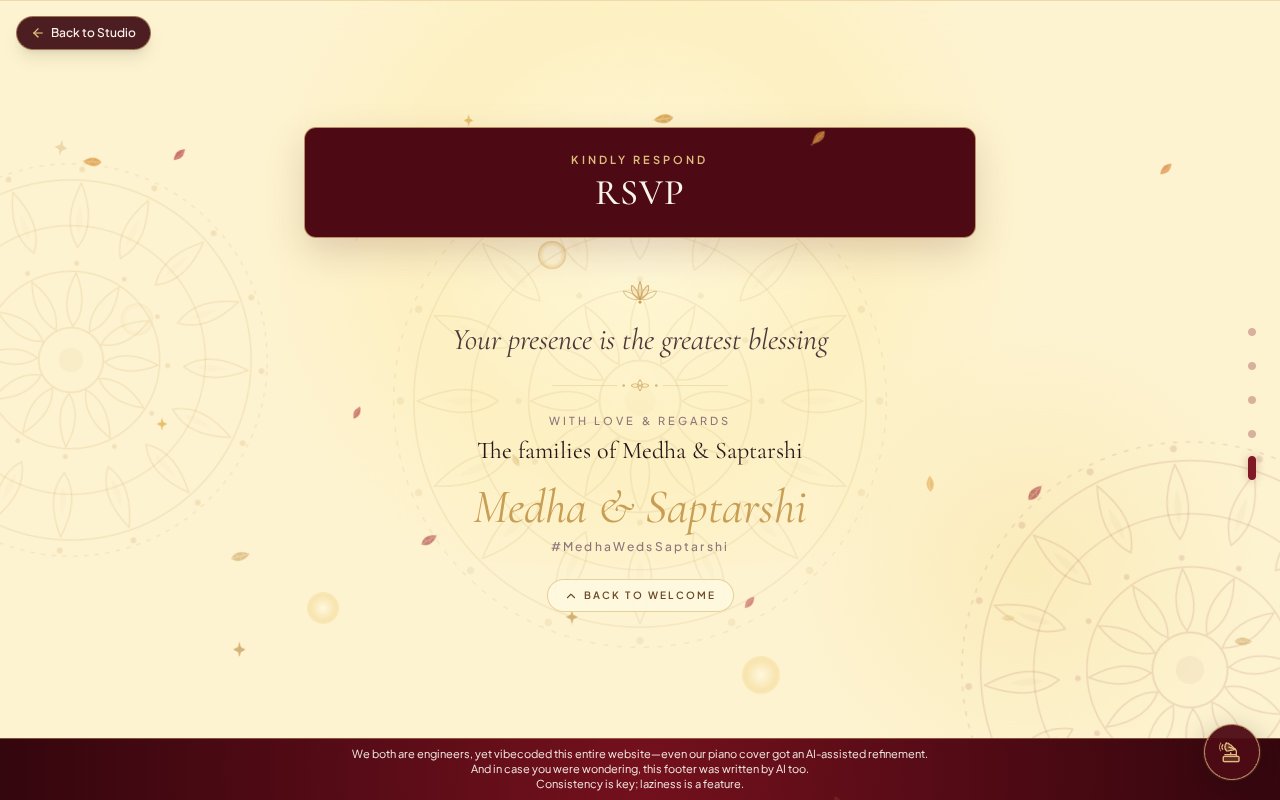 Back to Studio
KINDLY RESPOND
RSVP
Your presence is the greatest blessing
WITH LOVE & REGARDS
The families of Medha & Saptarshi
Medha & Saptarshi
#MedhaWedsSaptarshi
BACK TO WELCOME
We both are engineers, yet vibecoded this entire website—even our piano cover got an AI-assisted refinement.
And in case you were wondering, this footer was written by AI too.
Consistency is key; laziness is a feature.